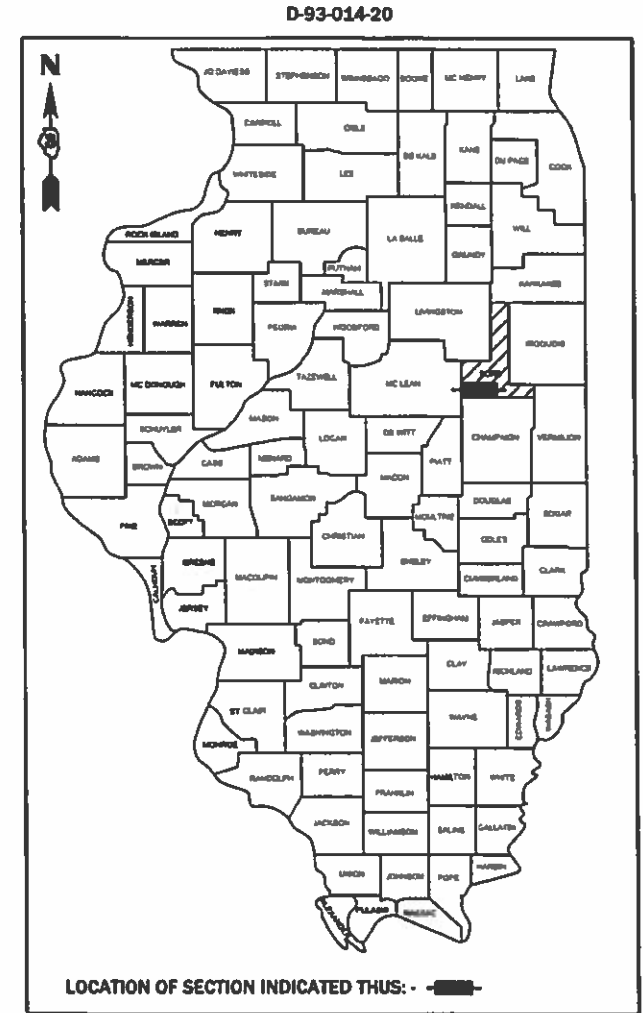 D-93-014-20
N
JO DAVIESS STEPHENSON WINNEBAGO BOONE MC HENRY LAKE
CARROLL OGLE
DE KALB KANE DU PAGE COOK
WHITESIDE LEE
KENDALL WILL
ROCK ISLAND HENRY BUREAU LA SALLE GRUNDY
MERCER PUTNAM KANKAKEE
STARK MARSHALL LIVINGSTON
HENDERSON WARREN KNOX PEORIA WOODFORD IROQUOIS
FORD
HANCOCK MC DONOUGH FULTON TAZEWELL MC LEAN
MASON
SCHUYLER LOGAN DE WITT CHAMPAIGN VERMILION
ADAMS BROWN CASS MENARD PIATT
MACON
MORGAN SANGAMON DOUGLAS
PIKE SCOTT CHRISTIAN MOULTRIE EDGAR
COLES
GREENE SHELBY
CALHOUN MACOUPIN MONTGOMERY CUMBERLAND CLARK
JERSEY
FAYETTE EFFINGHAM JASPER CRAWFORD
MADISON BOND
CLAY RICHLAND LAWRENCE
CLINTON MARION
ST CLAIR WAYNE EDWARDS WABASH
WASHINGTON JEFFERSON
MONROE
RANDOLPH PERRY HAMILTON WHITE
FRANKLIN
JACKSON WILLIAMSON SALINE GALLATIN
UNION JOHNSON POPE HARDIN
ALEXANDER PULASKI MASSAC
LOCATION OF SECTION INDICATED THUS: -